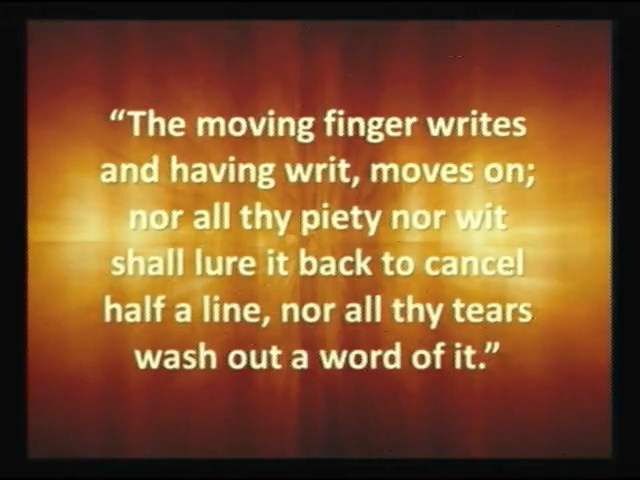 “The moving finger writes
and having writ, moves on;
nor all thy piety nor wit
shall lure it back to cancel
half a line, nor all thy tears
wash out a word of it.”